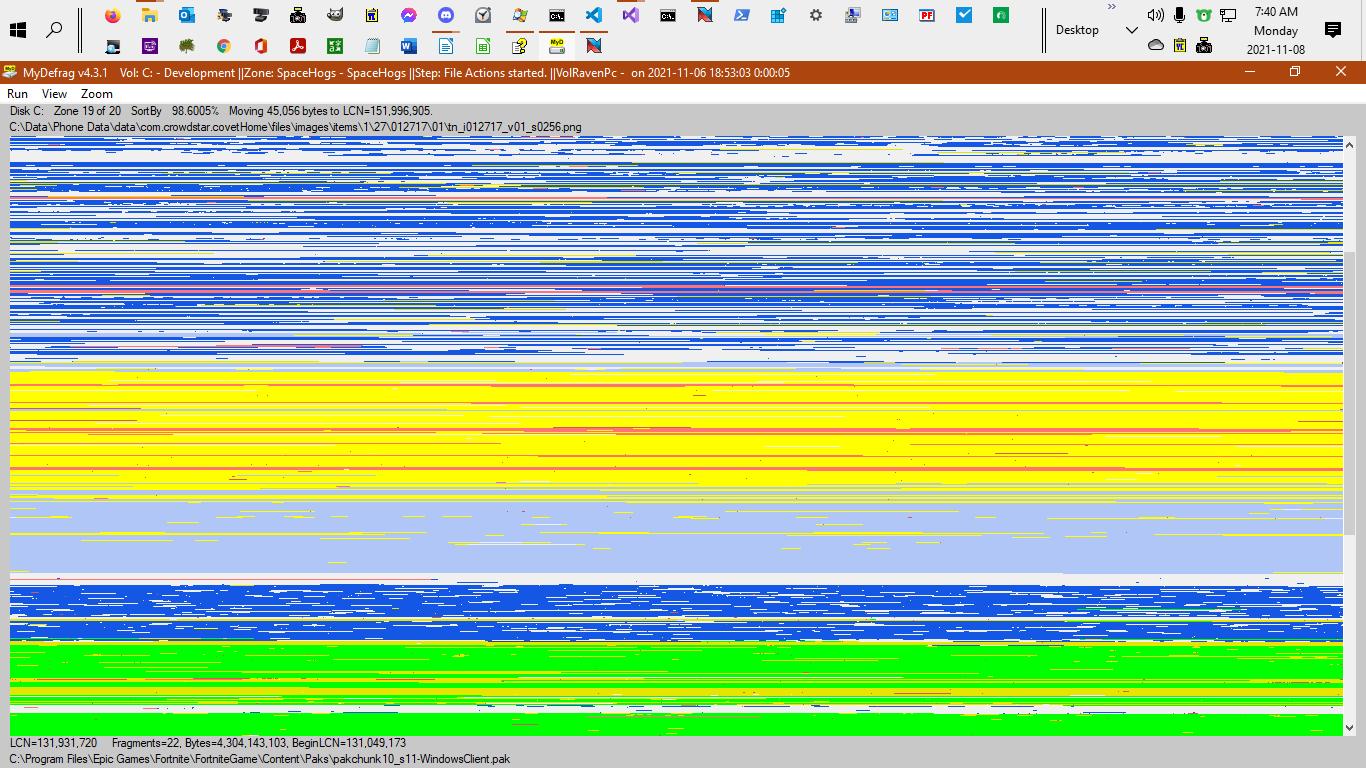 7:40 AM
Desktop
Monday
2021-11-08
MyDefrag v4.3.1 Vol: C: - Development ||Zone: SpaceHogs - SpaceHogs ||Step: File Actions started. ||VolRavenPc - on 2021-11-06 18:53:03 0:00:05
Run View Zoom
Disk C: Zone 19 of 20 SortBy 98.6005% Moving 45,056 bytes to LCN=151,996,905.
C:\Data\Phone Data\data\com.crowdstar.covetHome\files\images\items\1\27\012717\01\tn_i012717_v01_s0256.png
LCN=131,931,720 Fragments=22, Bytes=4,304,143,103, BeginLCN=131,049,173
C:\Program Files\Epic Games\Fortnite\FortniteGame\Content\Paks\pakchunk10_s11-WindowsClient.pak